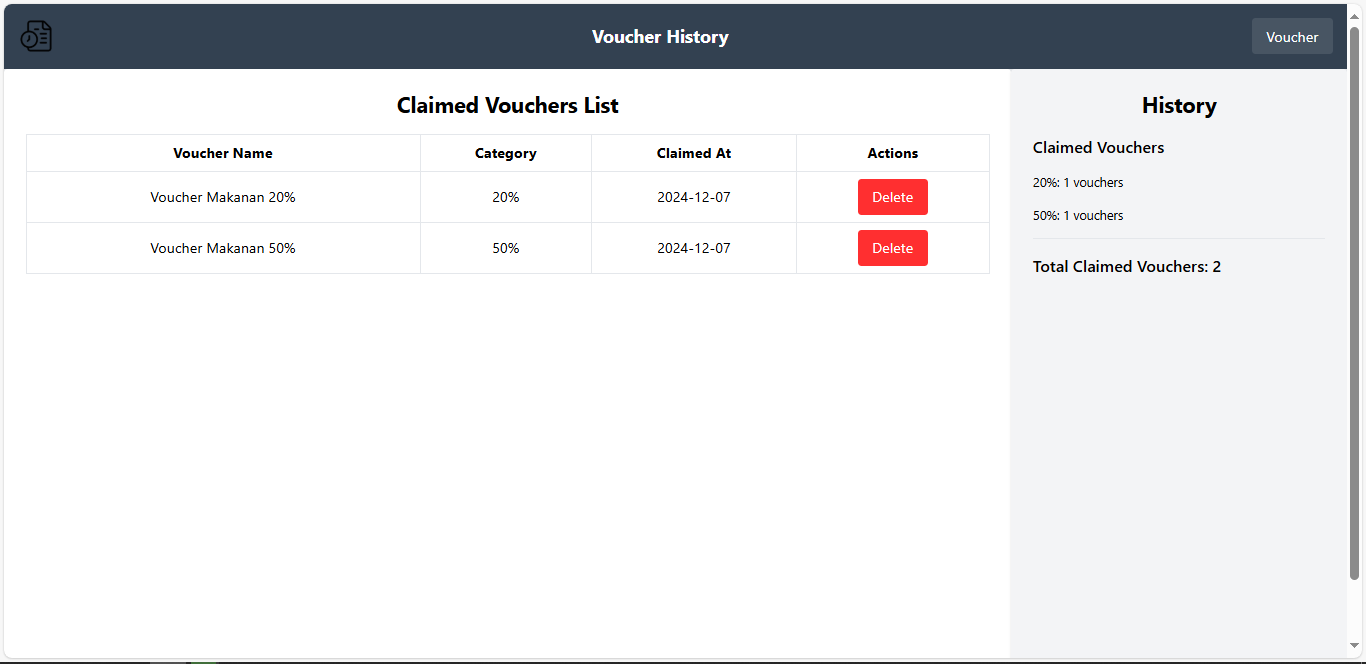 Voucher History
Voucher
Claimed Vouchers List
Voucher Name Category Claimed At Actions
Voucher Makanan 20% 20% 2024-12-07 Delete
Voucher Makanan 50% 50% 2024-12-07 Delete
History
Claimed Vouchers
20%: 1 vouchers
50%: 1 vouchers
Total Claimed Vouchers: 2